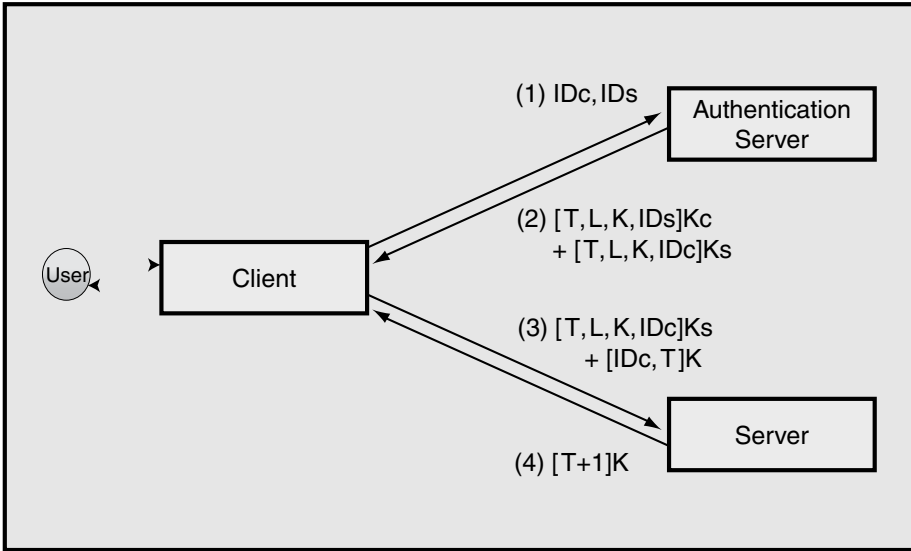 (1) IDc, IDs
Authentication
Server
(2) [T, L, K, IDs]Kc
+ [T, L, K, IDc]Ks
User
Client
(3) [T, L, K, IDc]Ks
+ [IDc, T]K
Server
(4) [T+1]K